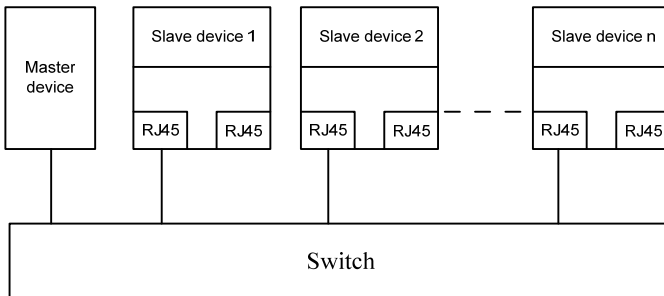 Master
device
Slave device 1
Slave device 2
Slave device n
RJ45 RJ45 RJ45 RJ45 RJ45 RJ45
Switch